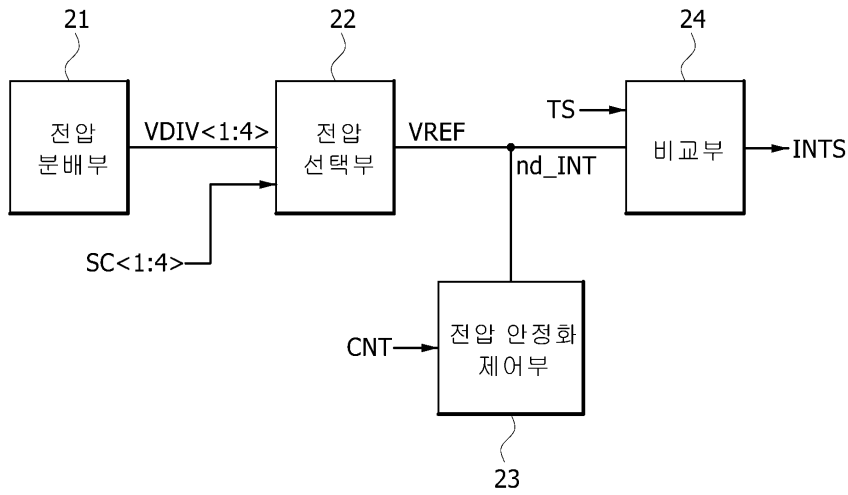 21
22
24
전압
분배부
VDIV<1:4>
전압
선택부
VREF
nd_INT
TS
비교부
INTS
SC<1:4>
CNT
전압 안정화
제어부
23